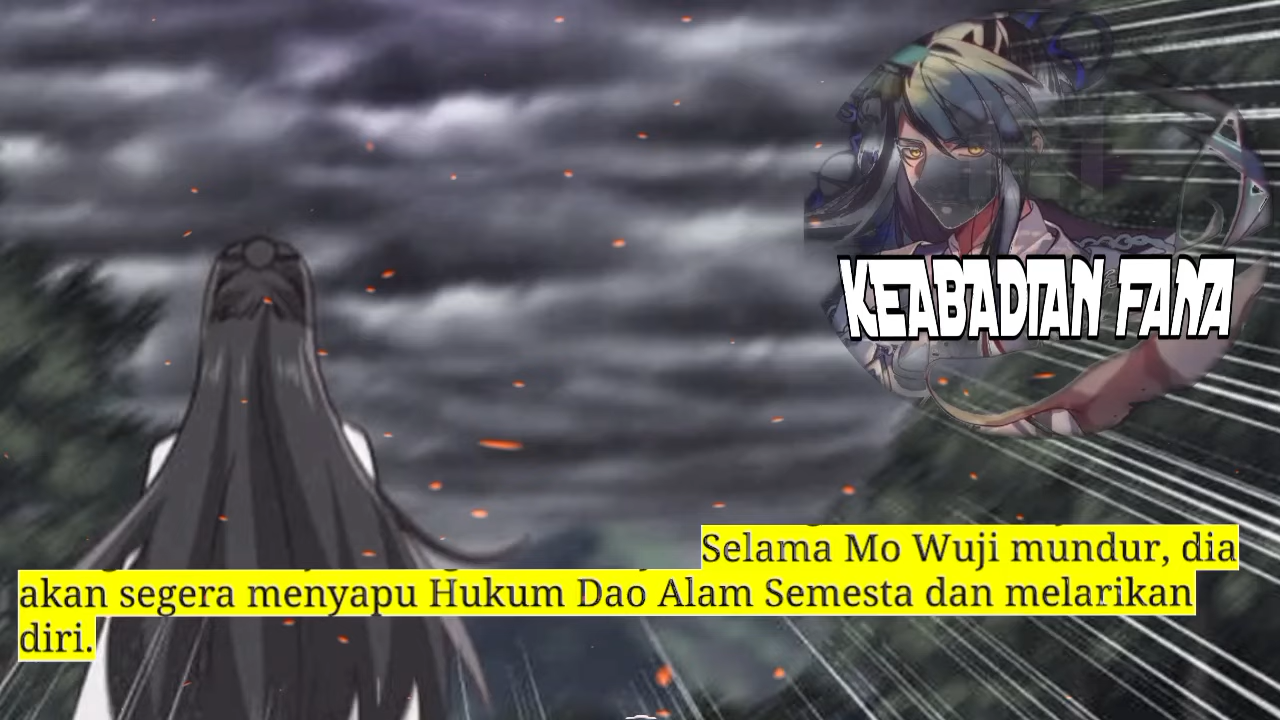 KEABADIAN FANA
Selama Mo Wuji mundur, dia
akan segera menyapu Hukum Dao Alam Semesta dan melarikan
diri.